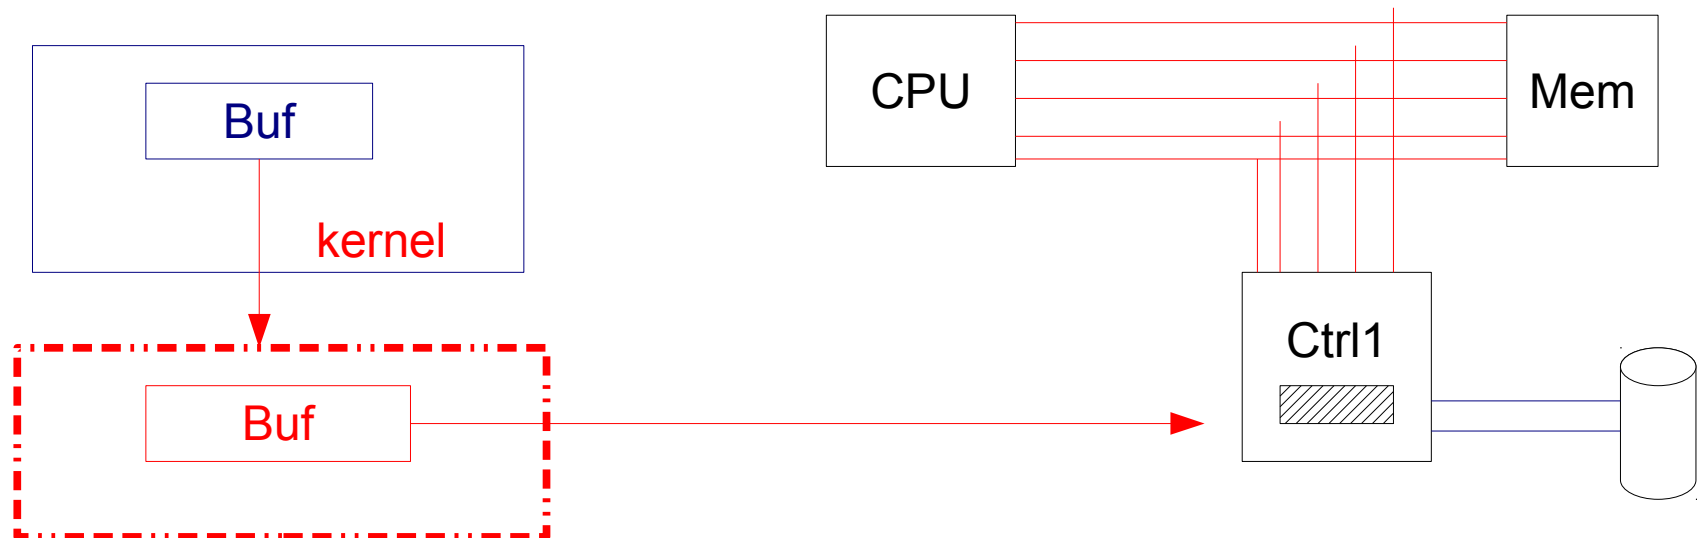 CPU
Mem
Buf
kernel
Ctrl1
Buf